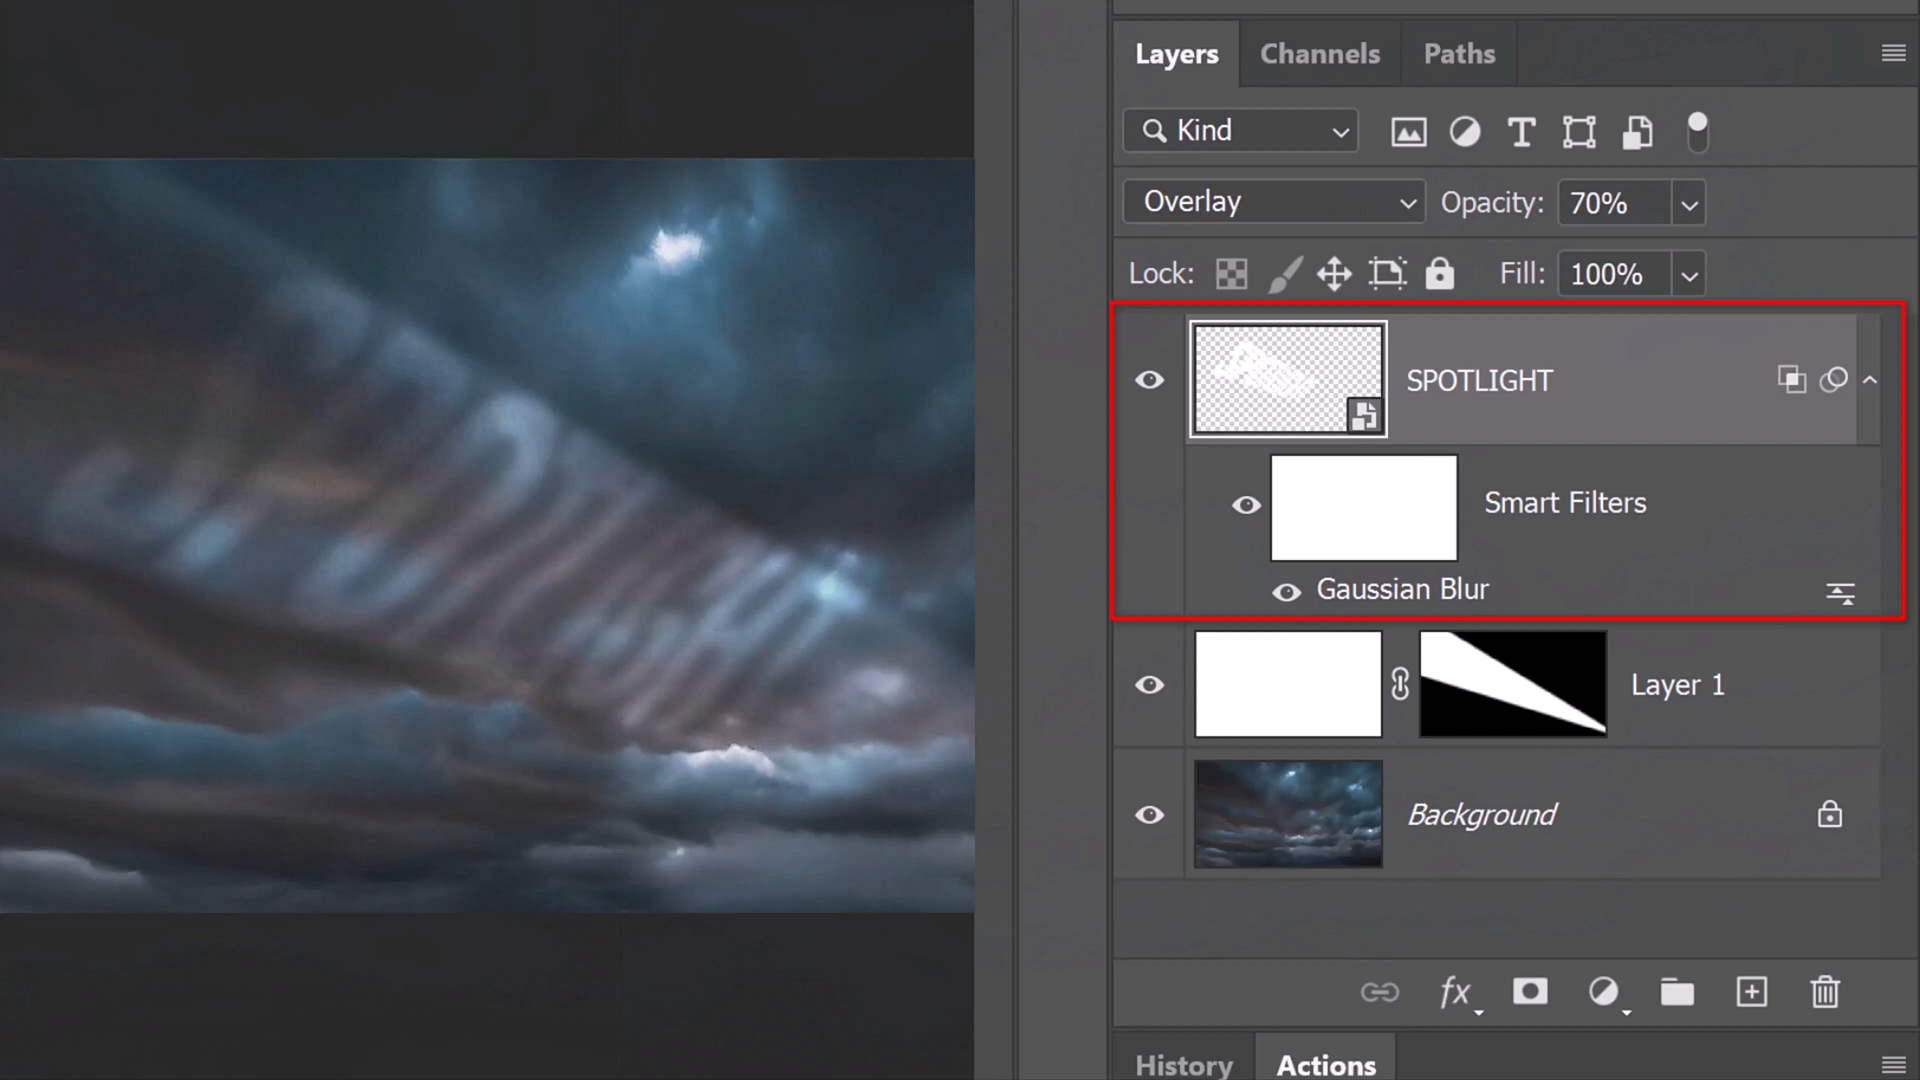 Layers Channels Paths
Kind
Overlay Opacity: 70%
Lock: Fill: 100%
SPOTLIGHT
Smart Filters
Gaussian Blur
Layer 1
Background
fx
History Actions